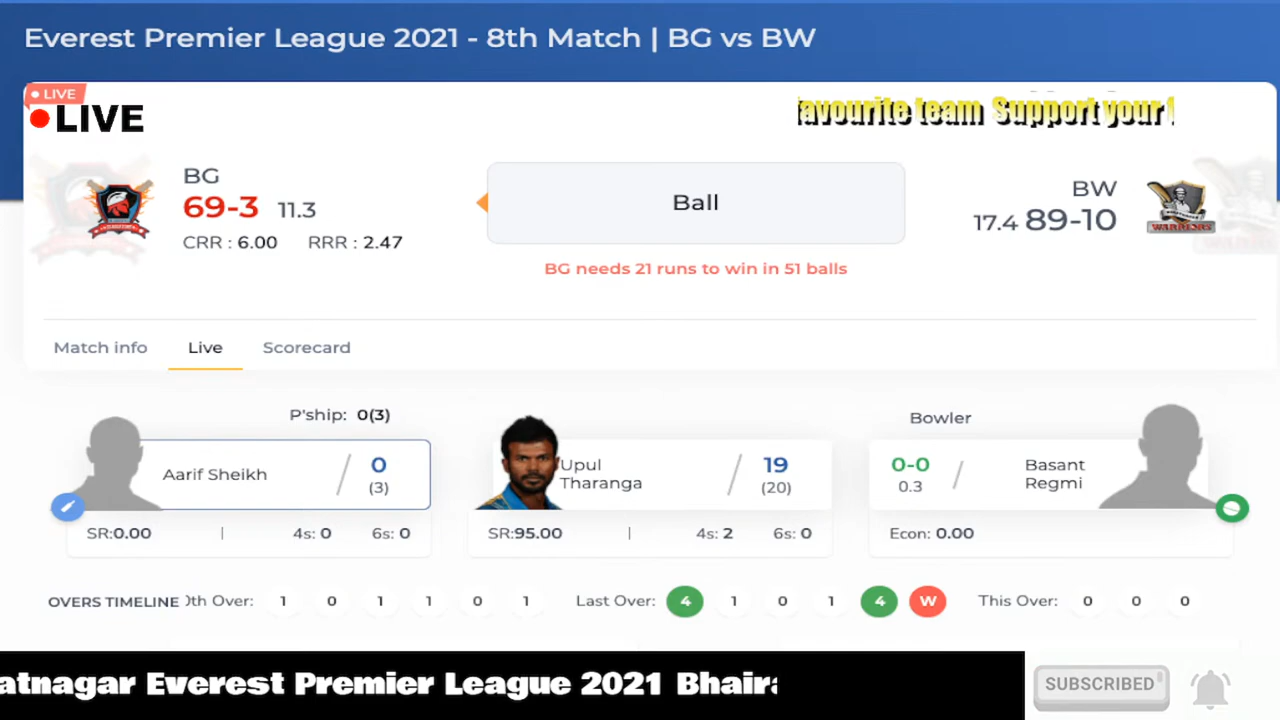 Everest Premier League 2021 - 8th Match | BG vs BW
LIVE
LIVE
avourite team Support your
BG
69-3 11.3
CRR : 6.00 RRR : 2.47
Ball
BG needs 21 runs to win in 51 balls
BW
17.4 89-10
WARRIORS
Match info Live Scorecard
P'ship: 0(3)
Aarif Sheikh 0
(3)
SR:0.00 | 4s: 0 6s: 0
Upul
Tharanga
19
(20)
SR:95.00 | 4s: 2 6s: 0
Bowler
0-0
0.3
Basant
Regmi
Econ: 0.00
OVERS TIMELINE th Over: 1 0 1 1 0 1 Last Over: 4 1 0 1 4 W This Over: 0 0 0
atnagar Everest Premier League 2021 Bhaira
SUBSCRIBED